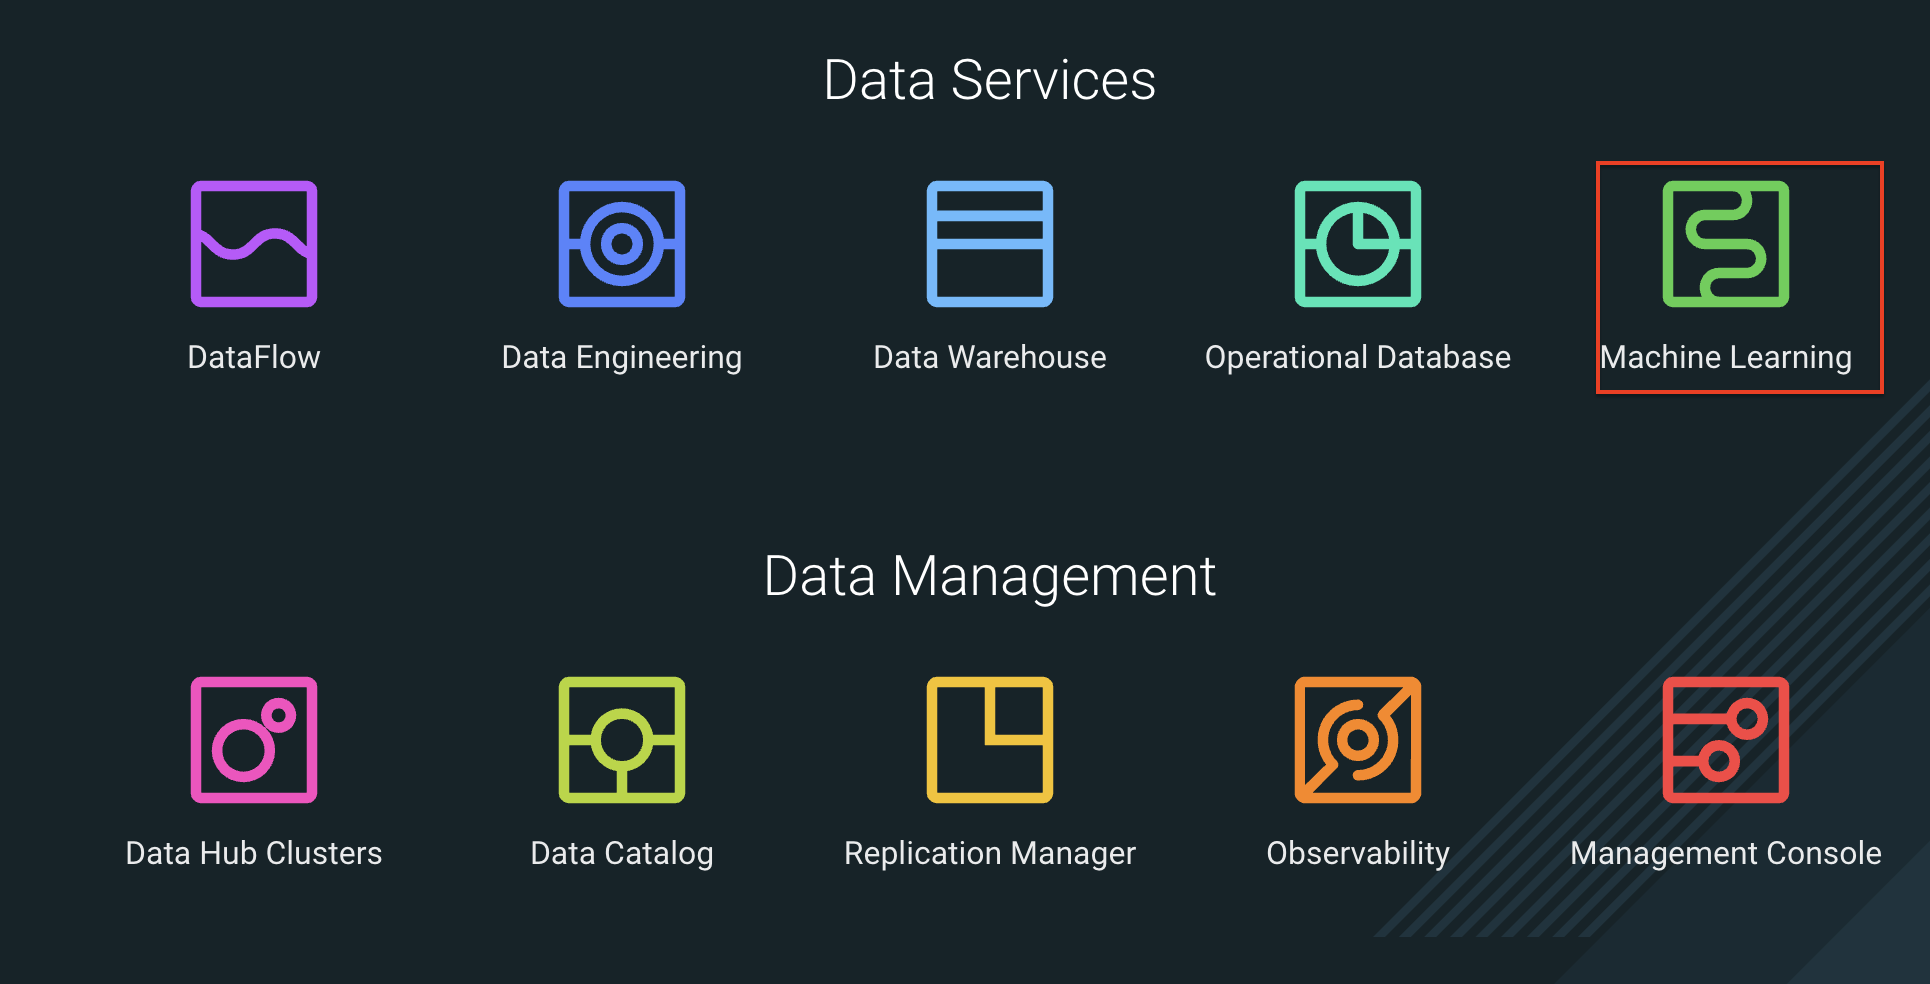 Data Services
DataFlow
Data Engineering
Data Warehouse
Operational Database
Machine Learning
Data Management
Data Hub Clusters
Data Catalog
Replication Manager
Observability
Management Console